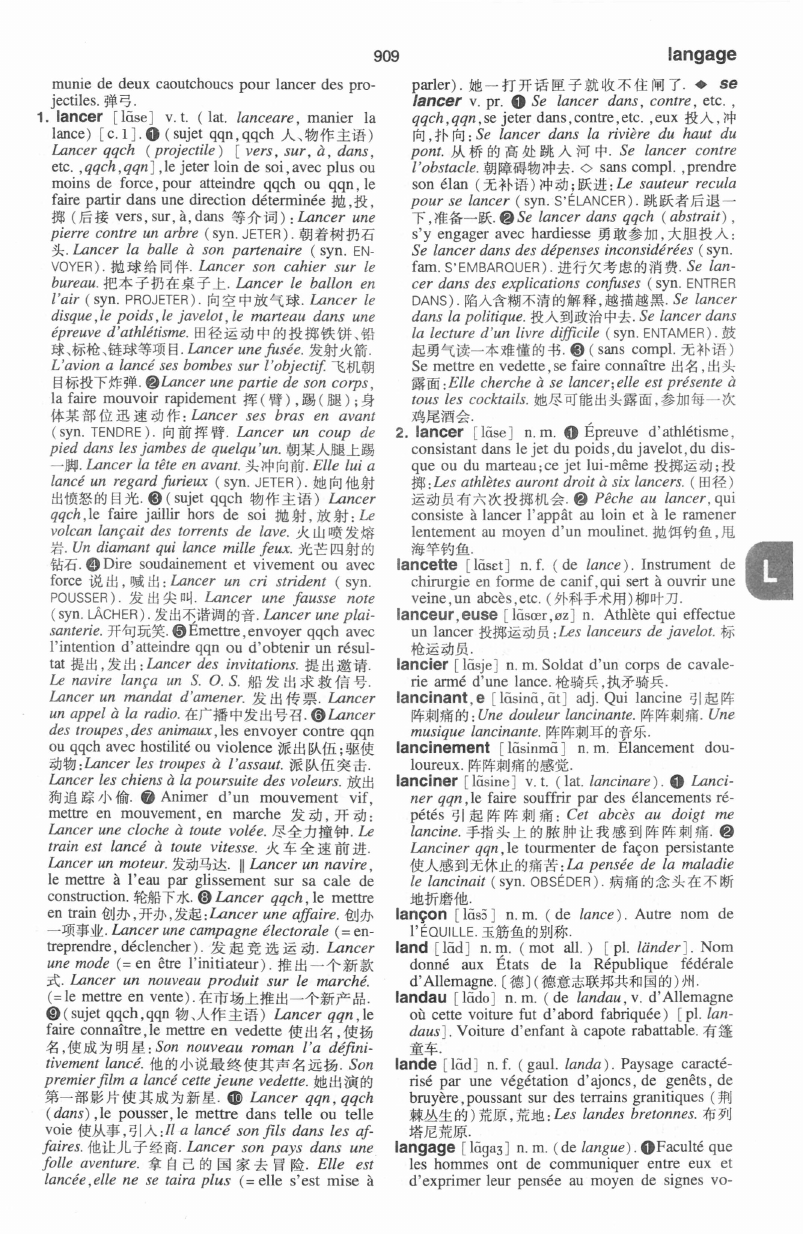 909
langage
munie de deux caoutchoucs pour lancer des pro-
jectiles. 弹弓.
1. lancer [lãse] v. t. ( lat. lanceare, manier la
lance) [c. 1]. ❶ (sujet qqn,qqch 人、物作主语)
Lancer qqch (projectile) [vers, sur, à, dans,
etc. ,qqch,qqn],le jeter loin de soi,avec plus ou
moins de force,pour atteindre qqch ou qqn,le
faire partir dans une direction déterminée 抛,投,
掷 (后接 vers,sur,à,dans 等介词):Lancer une
pierre contre un arbre (syn. JETER). 朝着树扔石
头. Lancer la balle à son partenaire ( syn. EN-
VOYER). 抛球给同伴. Lancer son cahier sur le
bureau. 把本子扔在桌子上. Lancer le ballon en
l'air (syn. PROJETER). 向空中放气球. Lancer le
disque,le poids,le javelot,le marteau dans une
épreuve d'athlétisme. 田径运动中的投掷铁饼、铅
球、标枪、链球等项目. Lancer une fusée. 发射火箭.
L'avion a lancé ses bombes sur l'objectif. 飞机朝
目标投下炸弹. ❷Lancer une partie de son corps,
la faire mouvoir rapidement 挥(臂),踢(腿);身
体某部位迅速动作: Lancer ses bras en avant
(syn. TENDRE). 向前挥臂. Lancer un coup de
pied dans les jambes de quelqu'un. 朝某人腿上踢
一脚. Lancer la tête en avant. 头冲向前. Elle lui a
lancé un regard furieux (syn. JETER). 她向他射
出愤怒的目光. ❸ (sujet qqch 物作主语) Lancer
qqch,le faire jaillir hors de soi 抛射,放射:Le
volcan lançait des torrents de lave. 火山喷发熔
岩. Un diamant qui lance mille feux. 光芒四射的
钻石. ❹ Dire soudainement et vivement ou avec
force 说出,喊出:Lancer un cri strident ( syn.
POUSSER). 发出尖叫. Lancer une fausse note
(syn. LÂCHER). 发出不谐调的音. Lancer une plai-
santerie. 开句玩笑. ❺ Émettre,envoyer qqch avec
l'intention d'atteindre qqn ou d'obtenir un résul-
tat 提出,发出:Lancer des invitations. 提出邀请.
Le navire lança un S. O. S. 船发出求救信号.
Lancer un mandat d'amener. 发出传票. Lancer
un appel à la radio. 在广播中发出号召. ❻ Lancer
des troupes,des animaux,les envoyer contre qqn
ou qqch avec hostilité ou violence 派出队伍;驱使
动物:Lancer les troupes à l'assaut. 派队伍突击.
Lancer les chiens à la poursuite des voleurs. 放出
狗追踪小偷. ❼ Animer d'un mouvement vif,
mettre en mouvement, en marche 发动,开动:
Lancer une cloche à toute volée. 尽全力撞钟. Le
train est lancé à toute vitesse. 火车全速前进.
Lancer un moteur. 发动马达. ‖ Lancer un navire,
le mettre à l'eau par glissement sur sa cale de
construction. 轮船下水. ❽ Lancer qqch, le mettre
en train 创办,开办,发起:Lancer une affaire. 创办
一项事业. Lancer une campagne électorale (= en-
treprendre, déclencher). 发起竞选运动. Lancer
une mode (= en être l'initiateur). 推出一个新款
式. Lancer un nouveau produit sur le marché.
(= le mettre en vente). 在市场上推出一个新产品.
❾ (sujet qqch,qqn 物、人作主语) Lancer qqn,le
faire connaître,le mettre en vedette 使出名,使扬
名,使成为明星:Son nouveau roman l'a défini-
tivement lancé. 他的小说最终使其声名远扬. Son
premier film a lancé cette jeune vedette. 她出演的
第一部影片使其成为新星. ❿ Lancer qqn, qqch
(dans),le pousser,le mettre dans telle ou telle
voie 使从事,引入:Il a lancé son fils dans les af-
faires. 他让儿子经商. Lancer son pays dans une
folle aventure. 拿自己的国家去冒险. Elle est
lancée,elle ne se taira plus (= elle s'est mise à
parler). 她一打开话匣子就收不住闸了. ◆ se
lancer v. pr. ❶ Se lancer dans, contre, etc. ,
qqch,qqn,se jeter dans,contre,etc. ,eux 投入,冲
向,扑向:Se lancer dans la rivière du haut du
pont. 从桥的高处跳入河中. Se lancer contre
l'obstacle. 朝障碍物冲去. ◇ sans compl. ,prendre
son élan (无补语)冲动;跃进:Le sauteur recula
pour se lancer (syn. S'ÉLANCER). 跳跃者后退一
下,准备一跃. ❷ Se lancer dans qqch (abstrait),
s'y engager avec hardiesse 勇敢参加,大胆投入:
Se lancer dans des dépenses inconsidérées (syn.
fam. S'EMBARQUER). 进行欠考虑的消费. Se lan-
cer dans des explications confuses (syn. ENTRER
DANS). 陷入含糊不清的解释,越描越黑. Se lancer
dans la politique. 投入到政治中去. Se lancer dans
la lecture d'un livre difficile (syn. ENTAMER). 鼓
起勇气读一本难懂的书. ❸ (sans compl. 无补语)
Se mettre en vedette,se faire connaître 出名,出头
露面:Elle cherche à se lancer;elle est présente à
tous les cocktails. 她尽可能出头露面,参加每一次
鸡尾酒会.
2. lancer [lãse] n. m. ❶ Épreuve d'athlétisme,
consistant dans le jet du poids,du javelot,du dis-
que ou du marteau;ce jet lui-même 投掷运动;投
掷:Les athlètes auront droit à six lancers. (田径)
运动员有六次投掷机会. ❷ Pêche au lancer, qui
consiste à lancer l'appât au loin et à le ramener
lentement au moyen d'un moulinet. 抛饵钓鱼,甩
海竿钓鱼.
lancette [lãsɛt] n. f. ( de lance). Instrument de
chirurgie en forme de canif,qui sert à ouvrir une
veine,un abcès,etc. (外科手术用)柳叶刀.
L
lanceur,euse [lãsœr,øz] n. Athlète qui effectue
un lancer 投掷运动员:Les lanceurs de javelot. 标
枪运动员.
lancier [lãsje] n. m. Soldat d'un corps de cavale-
rie armé d'une lance. 枪骑兵,执矛骑兵.
lancinant,e [lãsinã,ãt] adj. Qui lancine 引起阵
阵刺痛的:Une douleur lancinante. 阵阵刺痛. Une
musique lancinante. 阵阵刺耳的音乐.
lancinement [lãsinmã] n. m. Élancement dou-
loureux. 阵阵刺痛的感觉.
lanciner [lãsine] v. t. (lat. lancinare). ❶ Lanci-
ner qqn,le faire souffrir par des élancements ré-
pétés 引起阵阵刺痛: Cet abcès au doigt me
lancine. 手指头上的脓肿让我感到阵阵刺痛. ❷
Lanciner qqn,le tourmenter de façon persistante
使人感到无休止的痛苦:La pensée de la maladie
le lancinait (syn. OBSÉDER). 病痛的念头在不断
地折磨他.
lançon [lãsɔ̃] n. m. ( de lance). Autre nom de
l'ÉQUILLE. 玉筋鱼的别称.
land [lãd] n. m. ( mot all. ) [ pl. länder]. Nom
donné aux États de la République fédérale
d'Allemagne. [德](德意志联邦共和国的)州.
landau [lãdo] n. m. ( de landau, v. d'Allemagne
où cette voiture fut d'abord fabriquée) [pl. lan-
daus]. Voiture d'enfant à capote rabattable. 有篷
童车.
lande [lãd] n. f. ( gaul. landa). Paysage caracté-
risé par une végétation d'ajoncs, de genêts, de
bruyère,poussant sur des terrains granitiques (荆
棘丛生的)荒原,荒地:Les landes bretonnes. 布列
塔尼荒原.
langage [lãgaʒ] n. m. (de langue). ❶Faculté que
les hommes ont de communiquer entre eux et
d'exprimer leur pensée au moyen de signes vo-